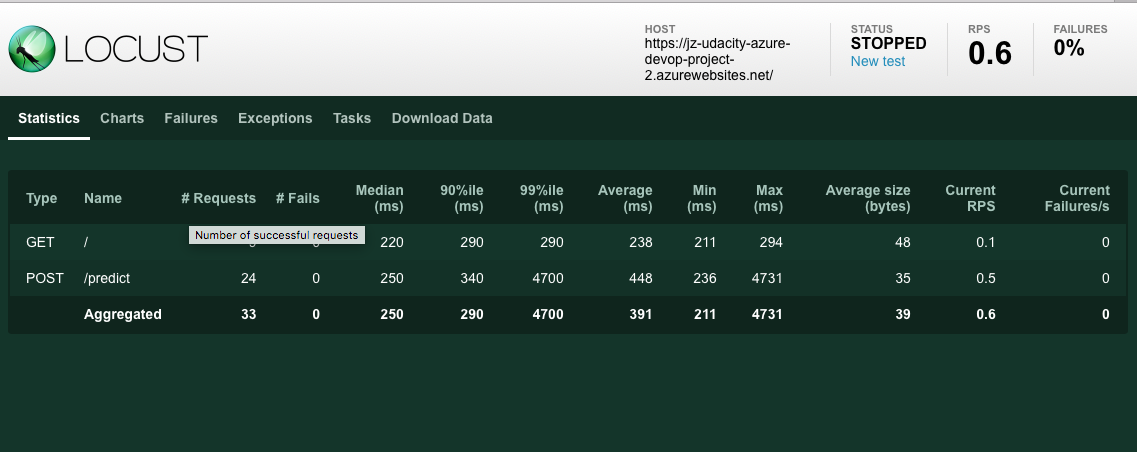 LOCUST
HOST
https://jz-udacity-azure-
devop-project-
2.azurewebsites.net/
STATUS
STOPPED
New test
RPS
0.6
FAILURES
0%
Statistics Charts Failures Exceptions Tasks Download Data
Type Name # Requests # Fails Median (ms) 90%ile (ms) 99%ile (ms) Average (ms) Min (ms) Max (ms) Average size (bytes) Current RPS Current Failures/s
Number of successful requests
GET / 220 290 290 238 211 294 48 0.1 0
POST /predict 24 0 250 340 4700 448 236 4731 35 0.5 0
Aggregated 33 0 250 290 4700 391 211 4731 39 0.6 0